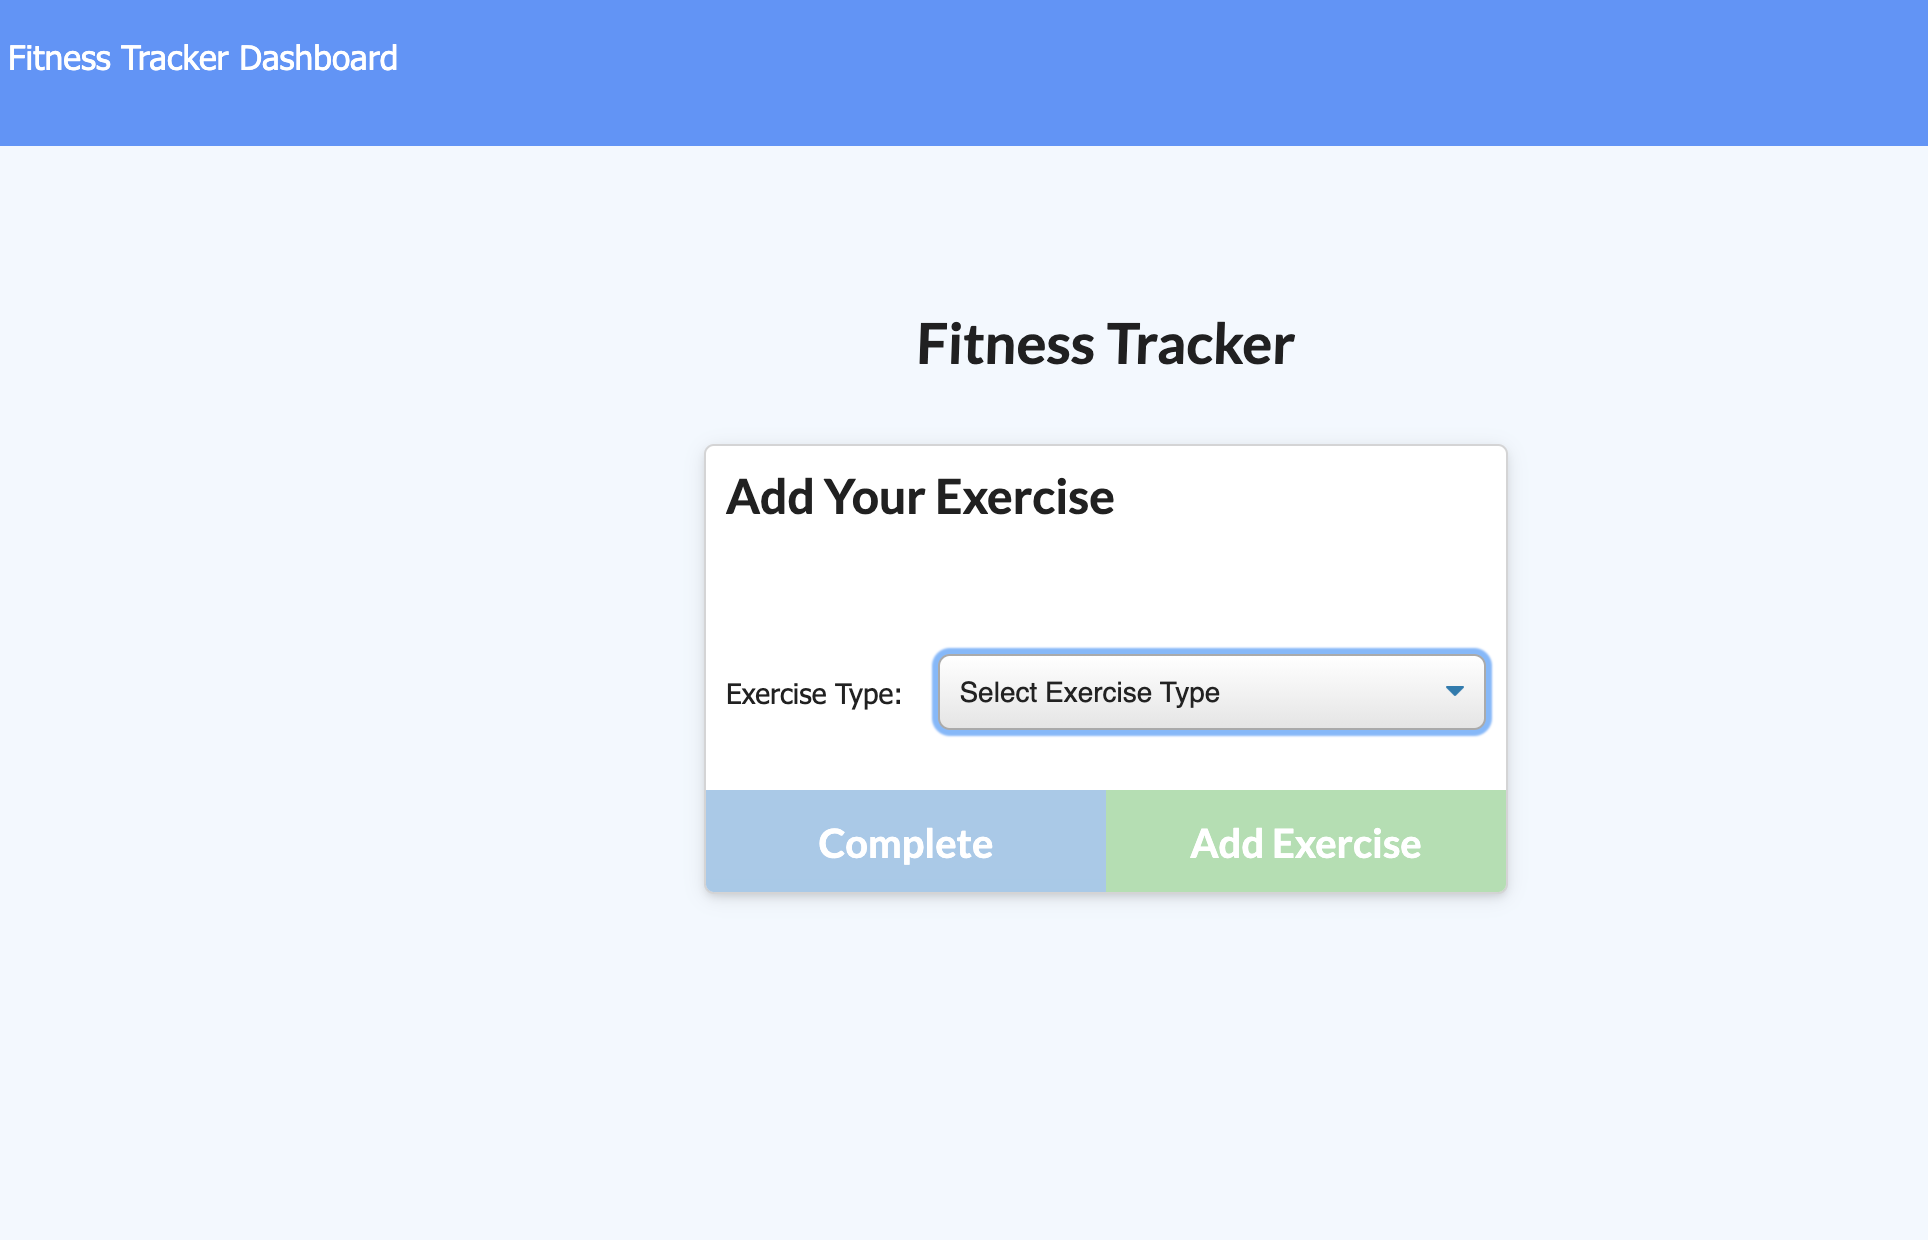 Fitness Tracker Dashboard
Fitness Tracker
Add Your Exercise
Exercise Type: Select Exercise Type
Complete Add Exercise